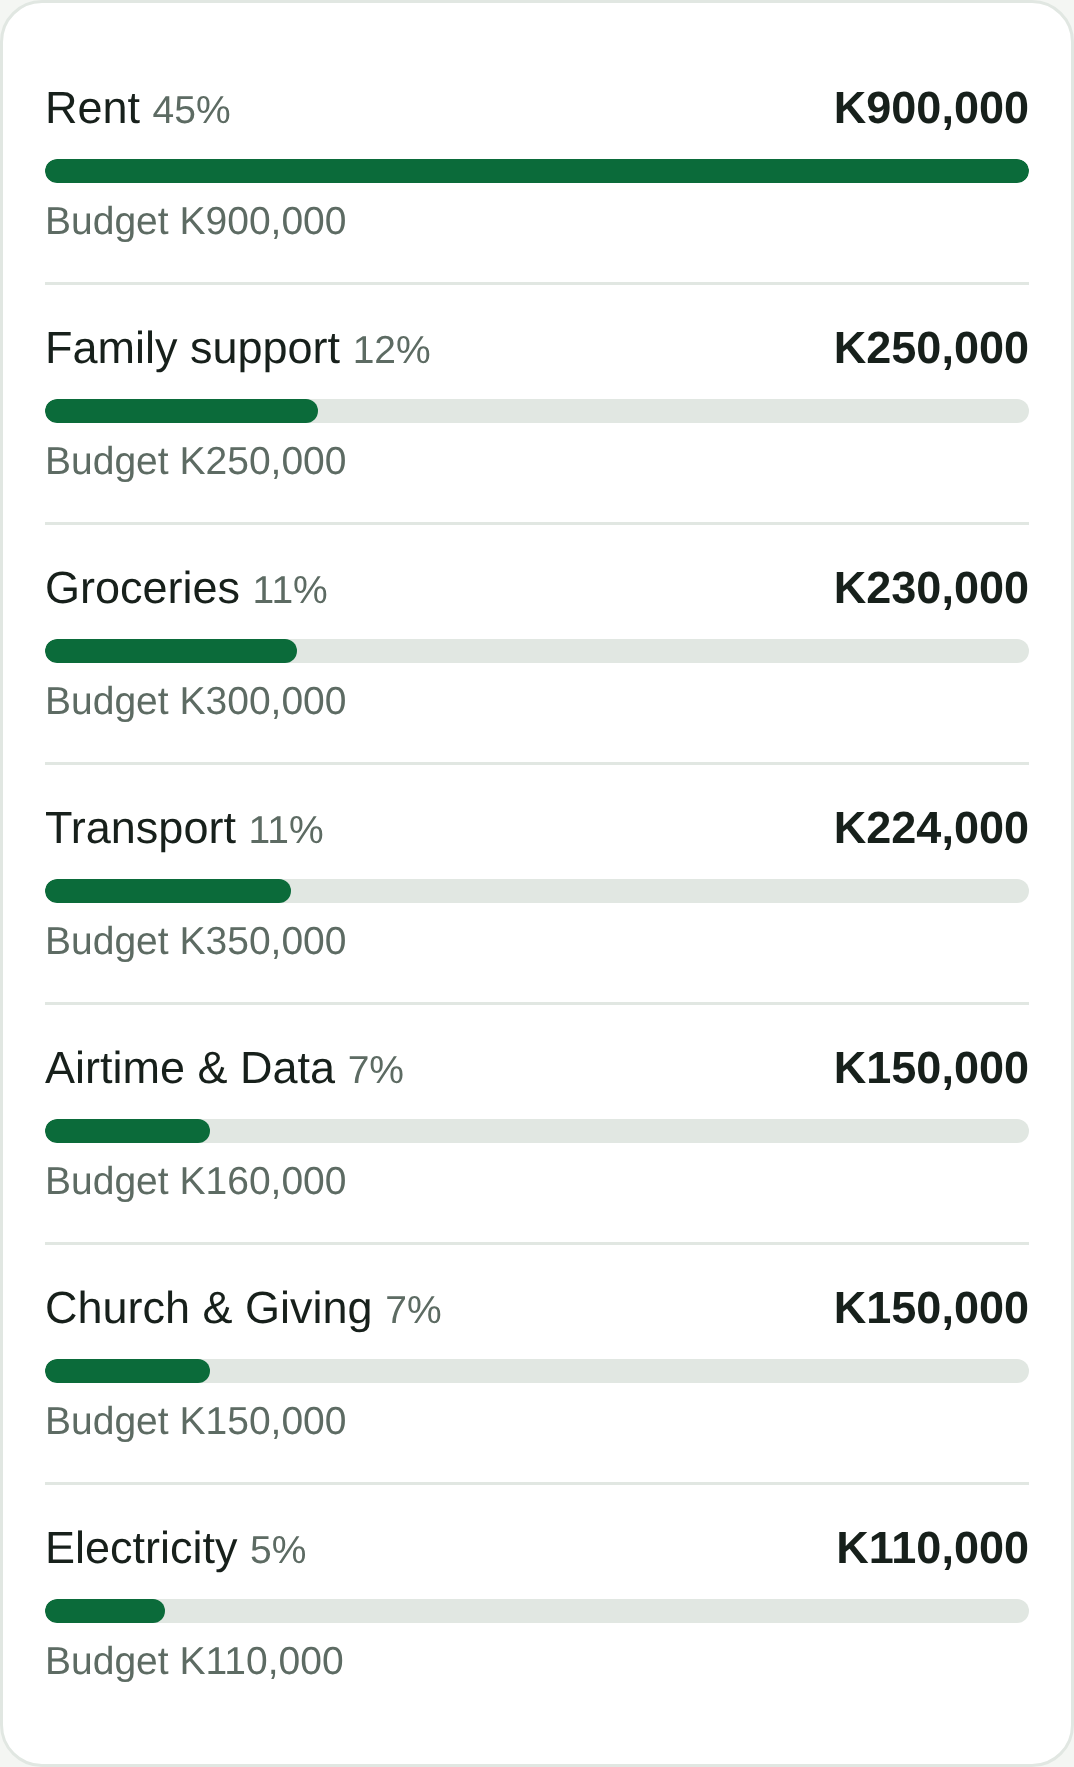 Rent 45% K900,000
Budget K900,000
Family support 12% K250,000
Budget K250,000
Groceries 11% K230,000
Budget K300,000
Transport 11% K224,000
Budget K350,000
Airtime & Data 7% K150,000
Budget K160,000
Church & Giving 7% K150,000
Budget K150,000
Electricity 5% K110,000
Budget K110,000